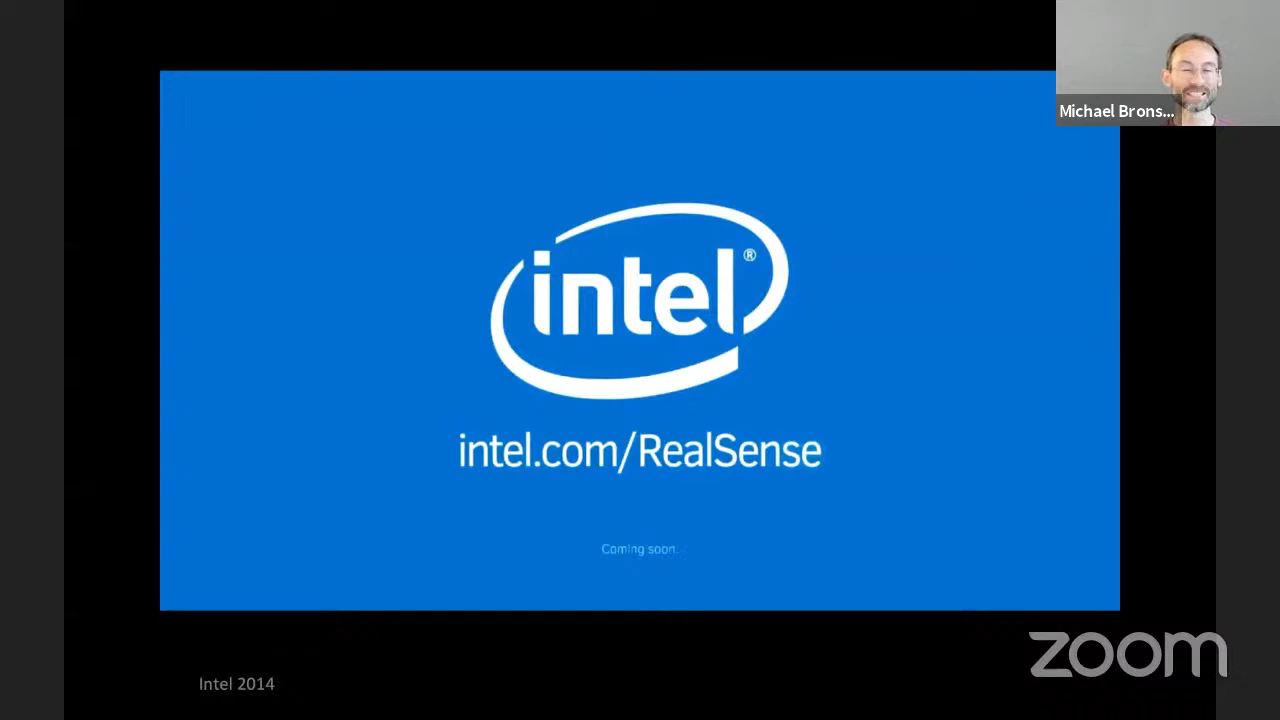 Michael Brons...
intel®
intel.com/RealSense
Coming soon.
Intel 2014
zoom